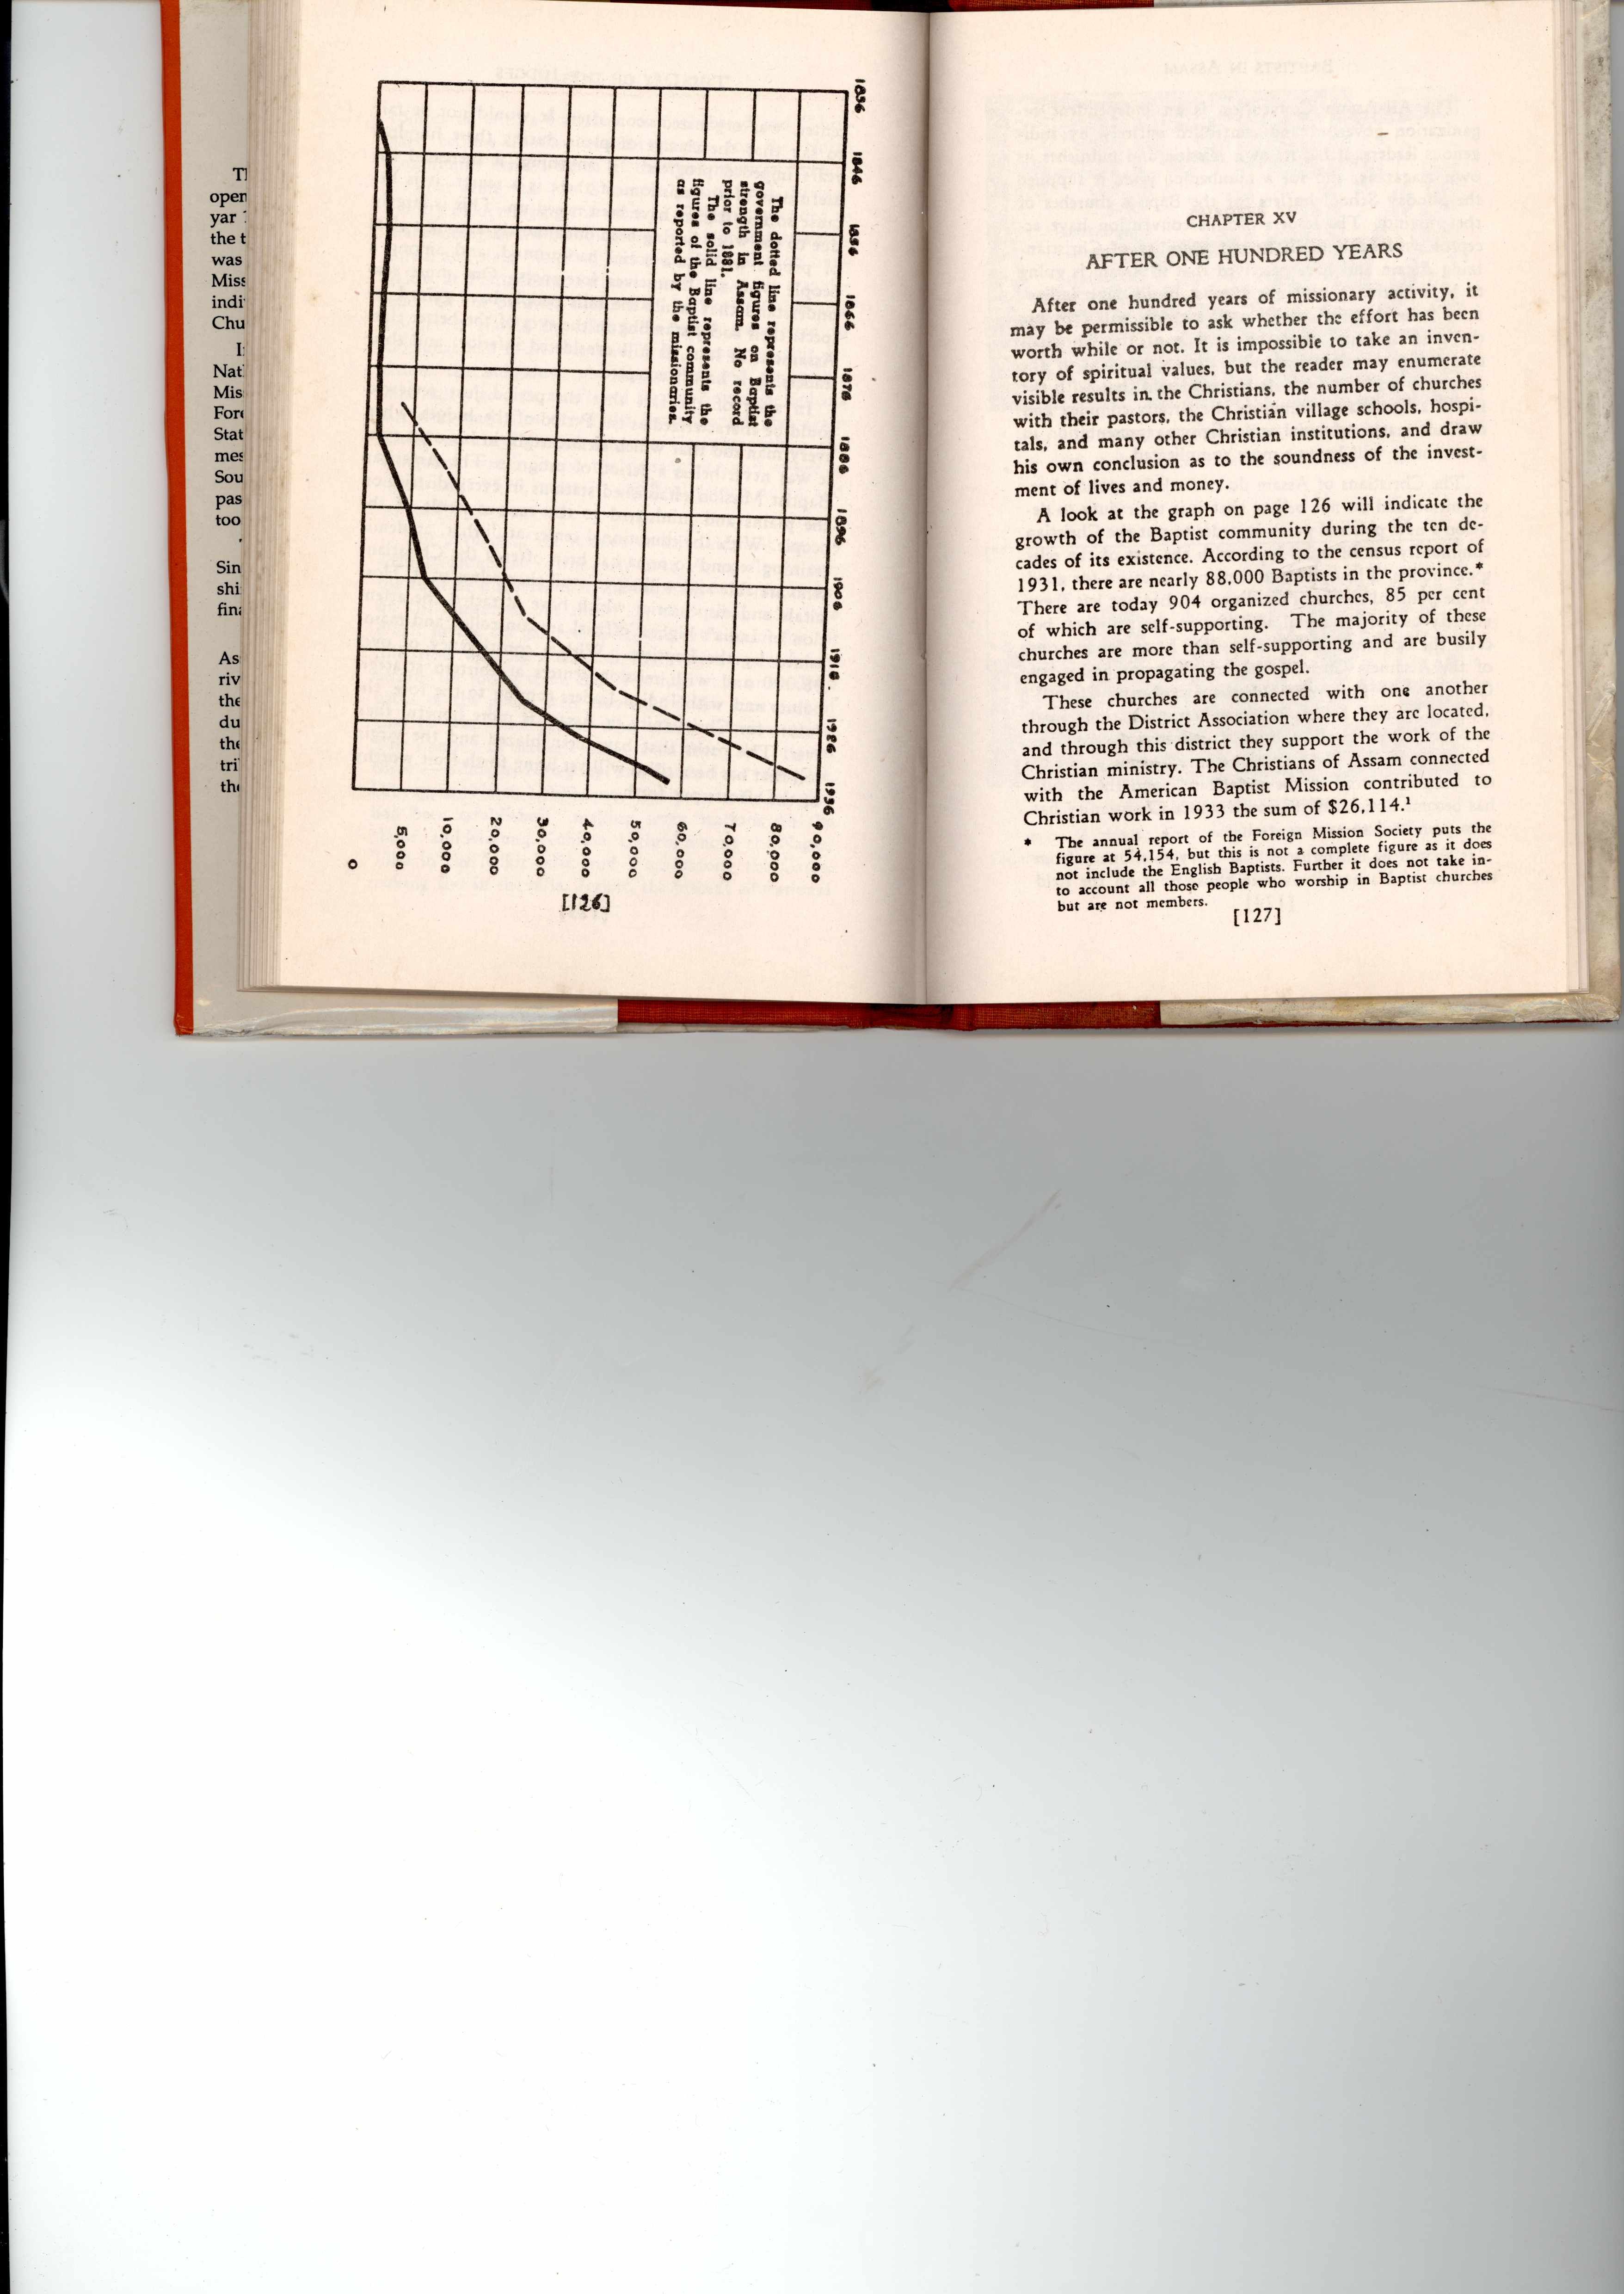 Tl
open
yar
the t
was
Miss
indi
Chu
I
Nat
Mis
Fore
Stat
mes
Sou
pas
too
Sin
shi
fina
As
riv
the
du
the
tri
the
1836
1846
1856
1866
1876
1886
1896
1906
1916.
1926
1936
The dotted line represents the
government figures on Baptist
strength in Assam. No record
prior to 1881.
The solid line represents the
figures of the Baptist community
as reported by the missionaries.
0
5,000
10,000
20,000
30,000
40,000
50,000
60,000
70,000
80,000
90,000
[126]
CHAPTER XV
AFTER ONE HUNDRED YEARS
After one hundred years of missionary activity, it
may be permissible to ask whether the effort has been
worth while or not. It is impossible to take an inven-
tory of spiritual values, but the reader may enumerate
visible results in the Christians, the number of churches
with their pastors, the Christian village schools, hospi-
tals, and many other Christian institutions, and draw
his own conclusion as to the soundness of the invest-
ment of lives and money.
A look at the graph on page 126 will indicate the
growth of the Baptist community during the ten de-
cades of its existence. According to the census report of
1931, there are nearly 88,000 Baptists in the province.*
There are today 904 organized churches, 85 per cent
of which are self-supporting. The majority of these
churches are more than self-supporting and are busily
engaged in propagating the gospel.
These churches are connected with one another
through the District Association where they are located,
and through this district they support the work of the
Christian ministry. The Christians of Assam connected
with the American Baptist Mission contributed to
Christian work in 1933 the sum of $26,114.¹
* The annual report of the Foreign Mission Society puts the
figure at 54,154, but this is not a complete figure as it does
not include the English Baptists. Further it does not take in-
to account all those people who worship in Baptist churches
but are not members.
[127]